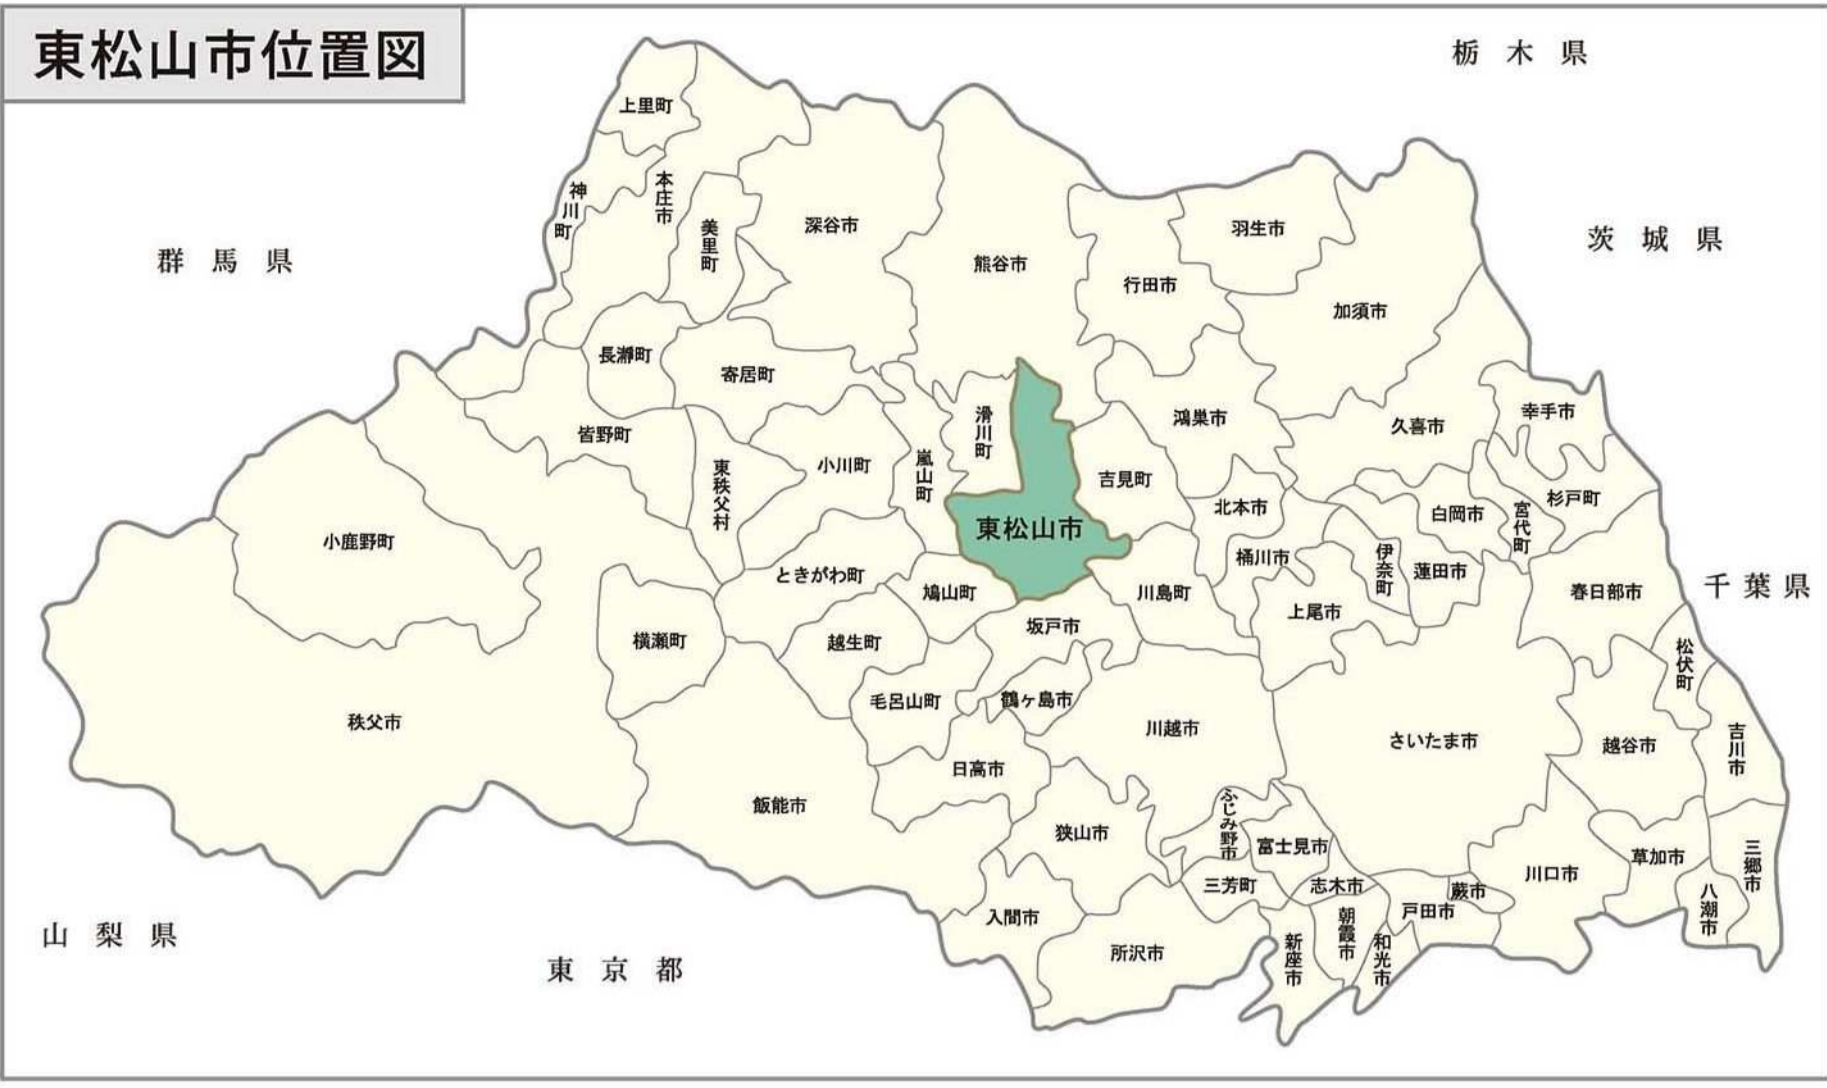 東松山市位置図
栃木県
群馬県
茨城県
千葉県
山梨県
東京都
上里町
神川町
本庄市
美里町
深谷市
熊谷市
行田市
羽生市
加須市
長瀞町
寄居町
皆野町
東秩父村
小川町
嵐山町
滑川町
東松山市
吉見町
鴻巣市
久喜市
幸手市
北本市
白岡市
宮代町
杉戸町
小鹿野町
ときがわ町
鳩山町
川島町
桶川市
伊奈町
蓮田市
春日部市
横瀬町
越生町
坂戸市
上尾市
松伏町
秩父市
毛呂山町
鶴ヶ島市
川越市
さいたま市
越谷市
吉川市
日高市
飯能市
狭山市
ふじみ野市
富士見市
三芳町
志木市
蕨市
戸田市
川口市
草加市
八潮市
三郷市
入間市
所沢市
新座市
朝霞市
和光市